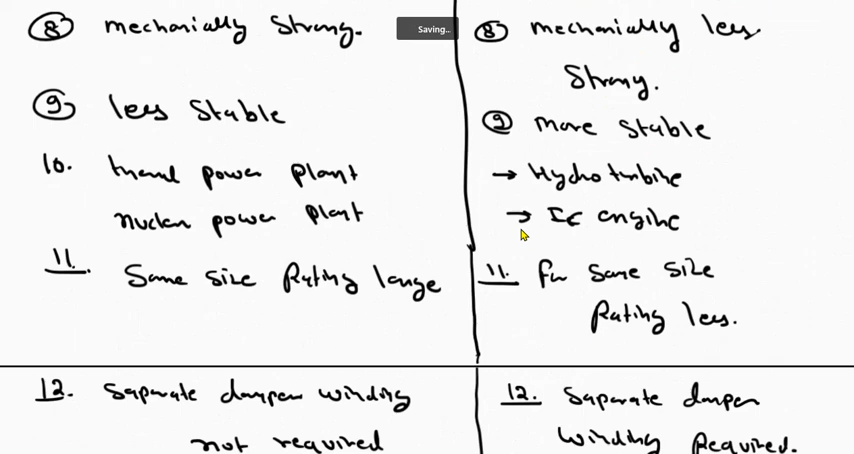 ⑧ mechanically Strong.
⑨ less Stable
10. thermal power plant
nuclear power plant
11. Same size Rating large
12. Saparate damper winding
not required
Saving..
⑧ mechanically less
Strong.
⑨ more stable
→ Hydro turbine
→ IC engine
11. for same size
Rating less.
12. Saparate damper
winding Required.